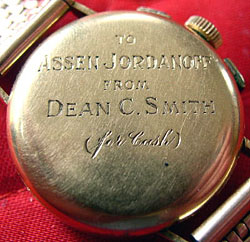 TO
ASSEN JORDANOFF
FROM
DEAN C. SMITH
(for Cash)